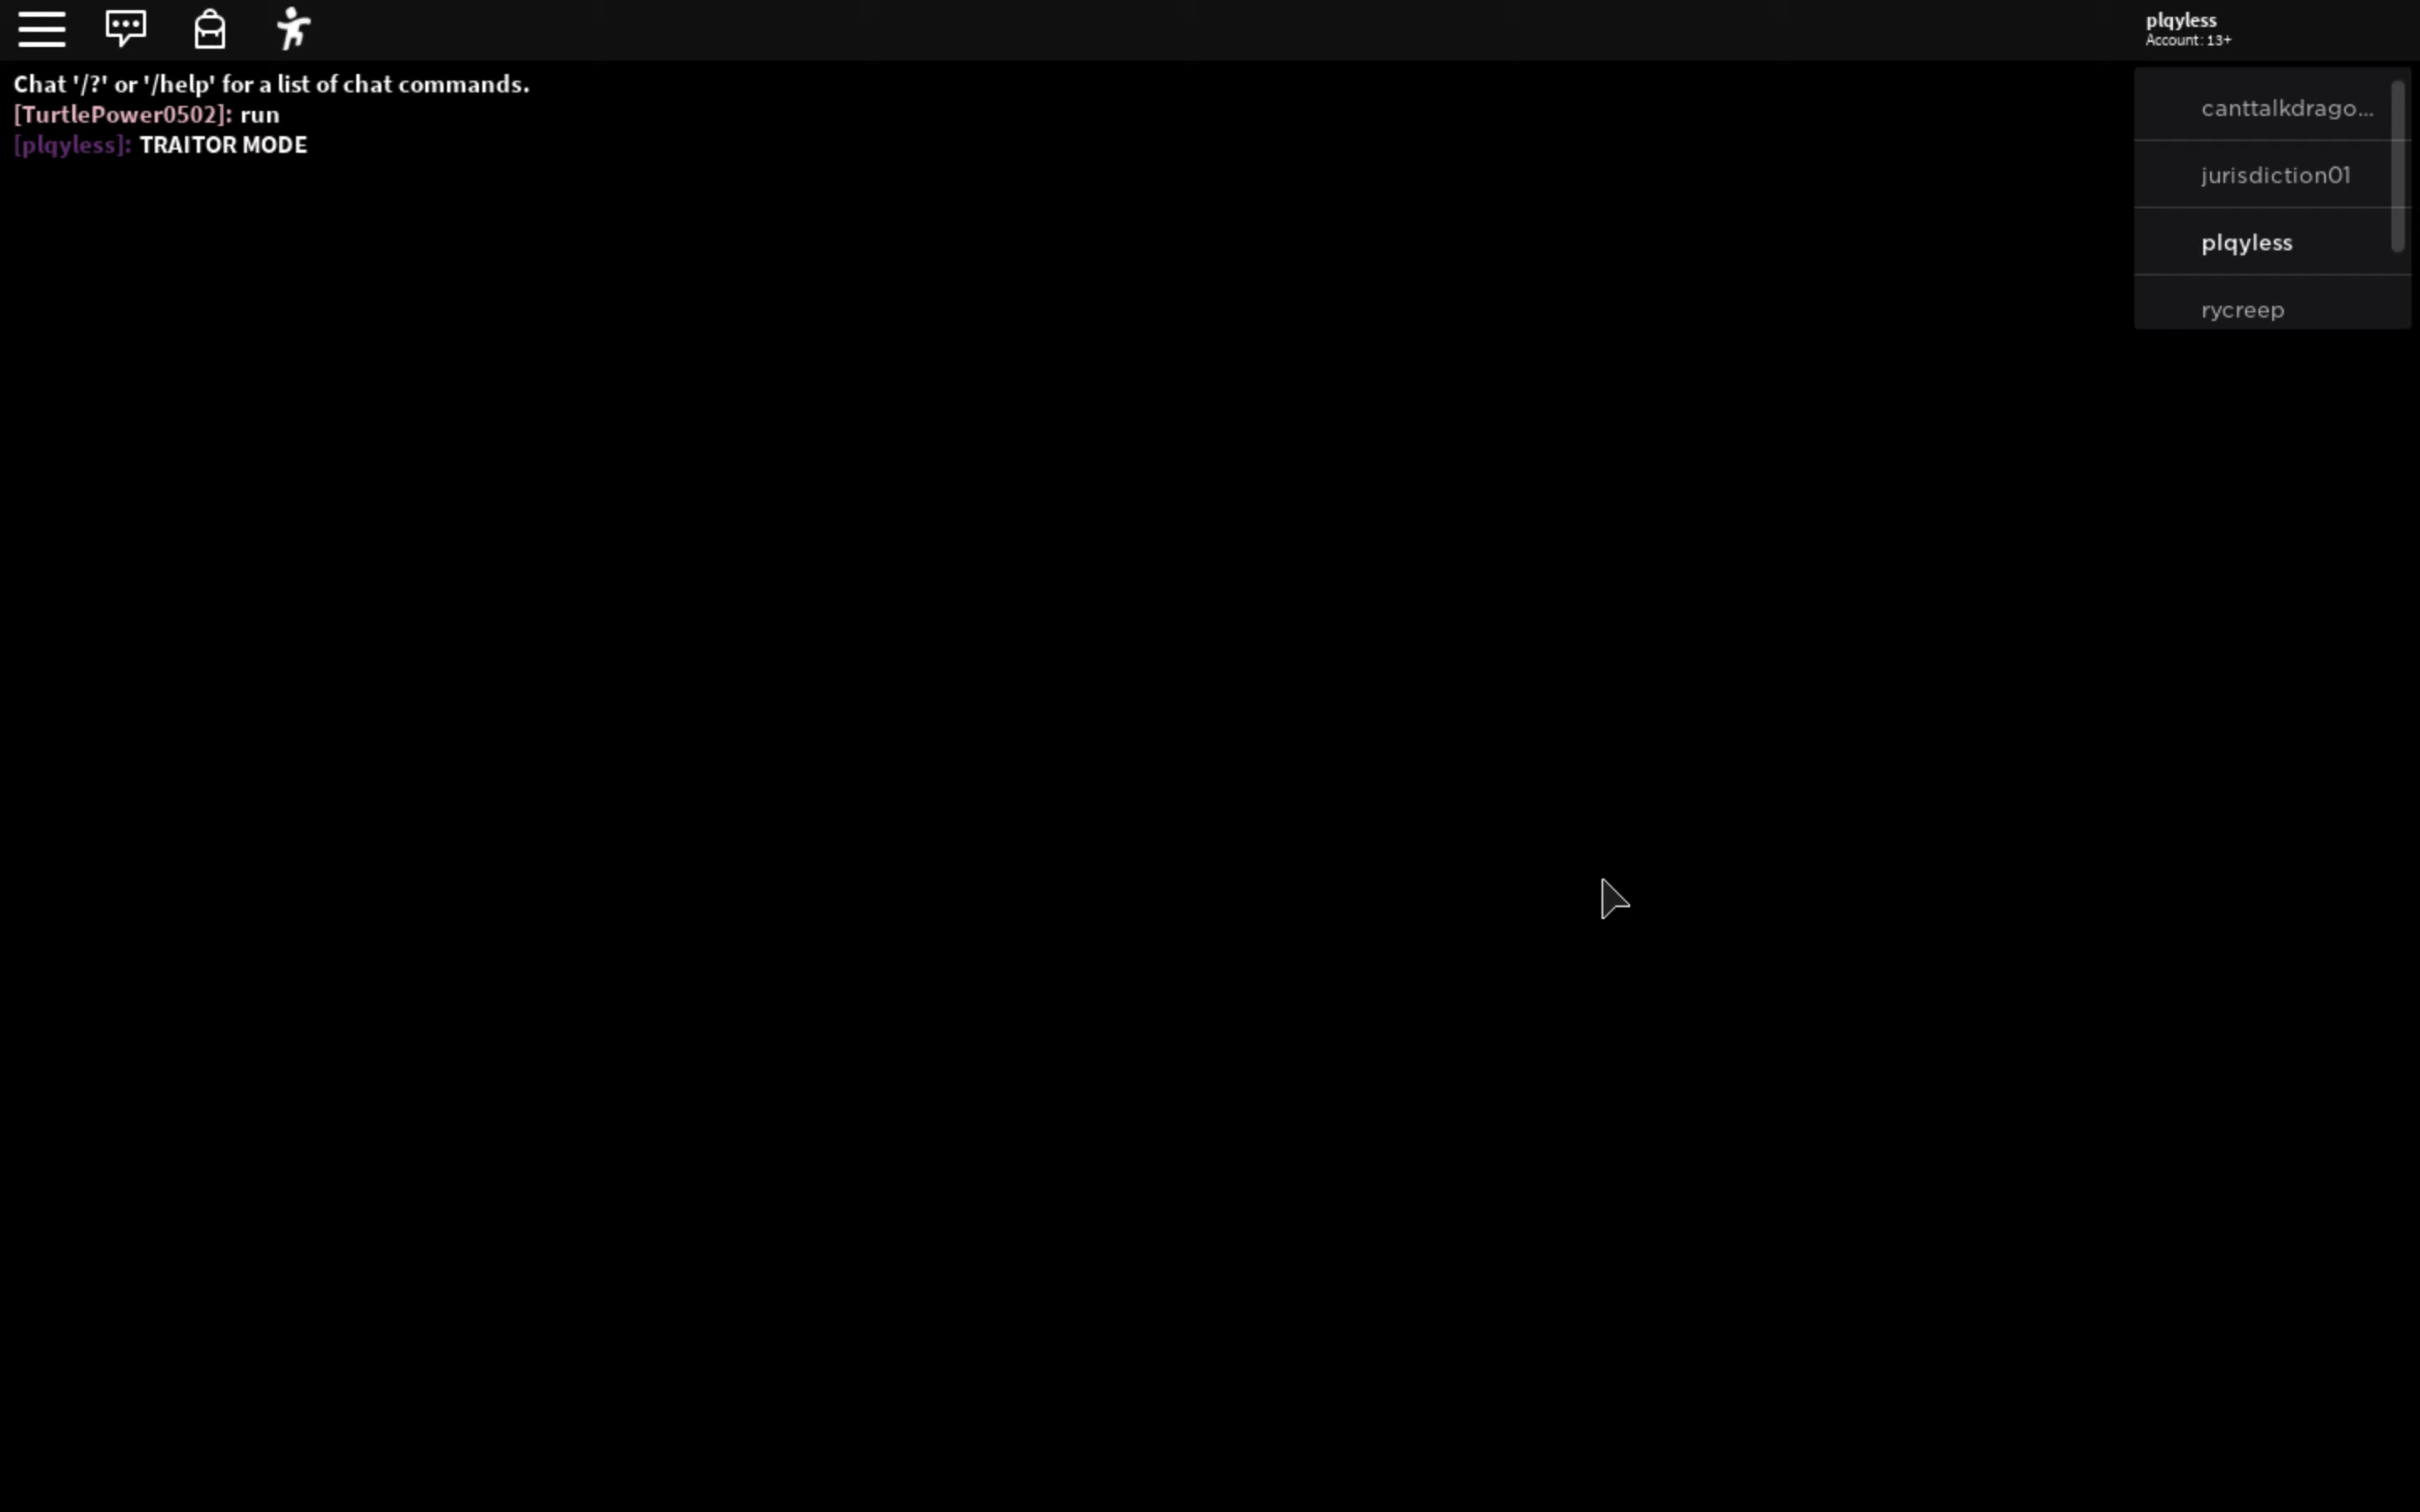 plqyless
Account: 13+
Chat '/?' or '/help' for a list of chat commands.
[TurtlePower0502]: run
[plqyless]: TRAITOR MODE
canttalkdrago...
jurisdiction01
plqyless
rycreep